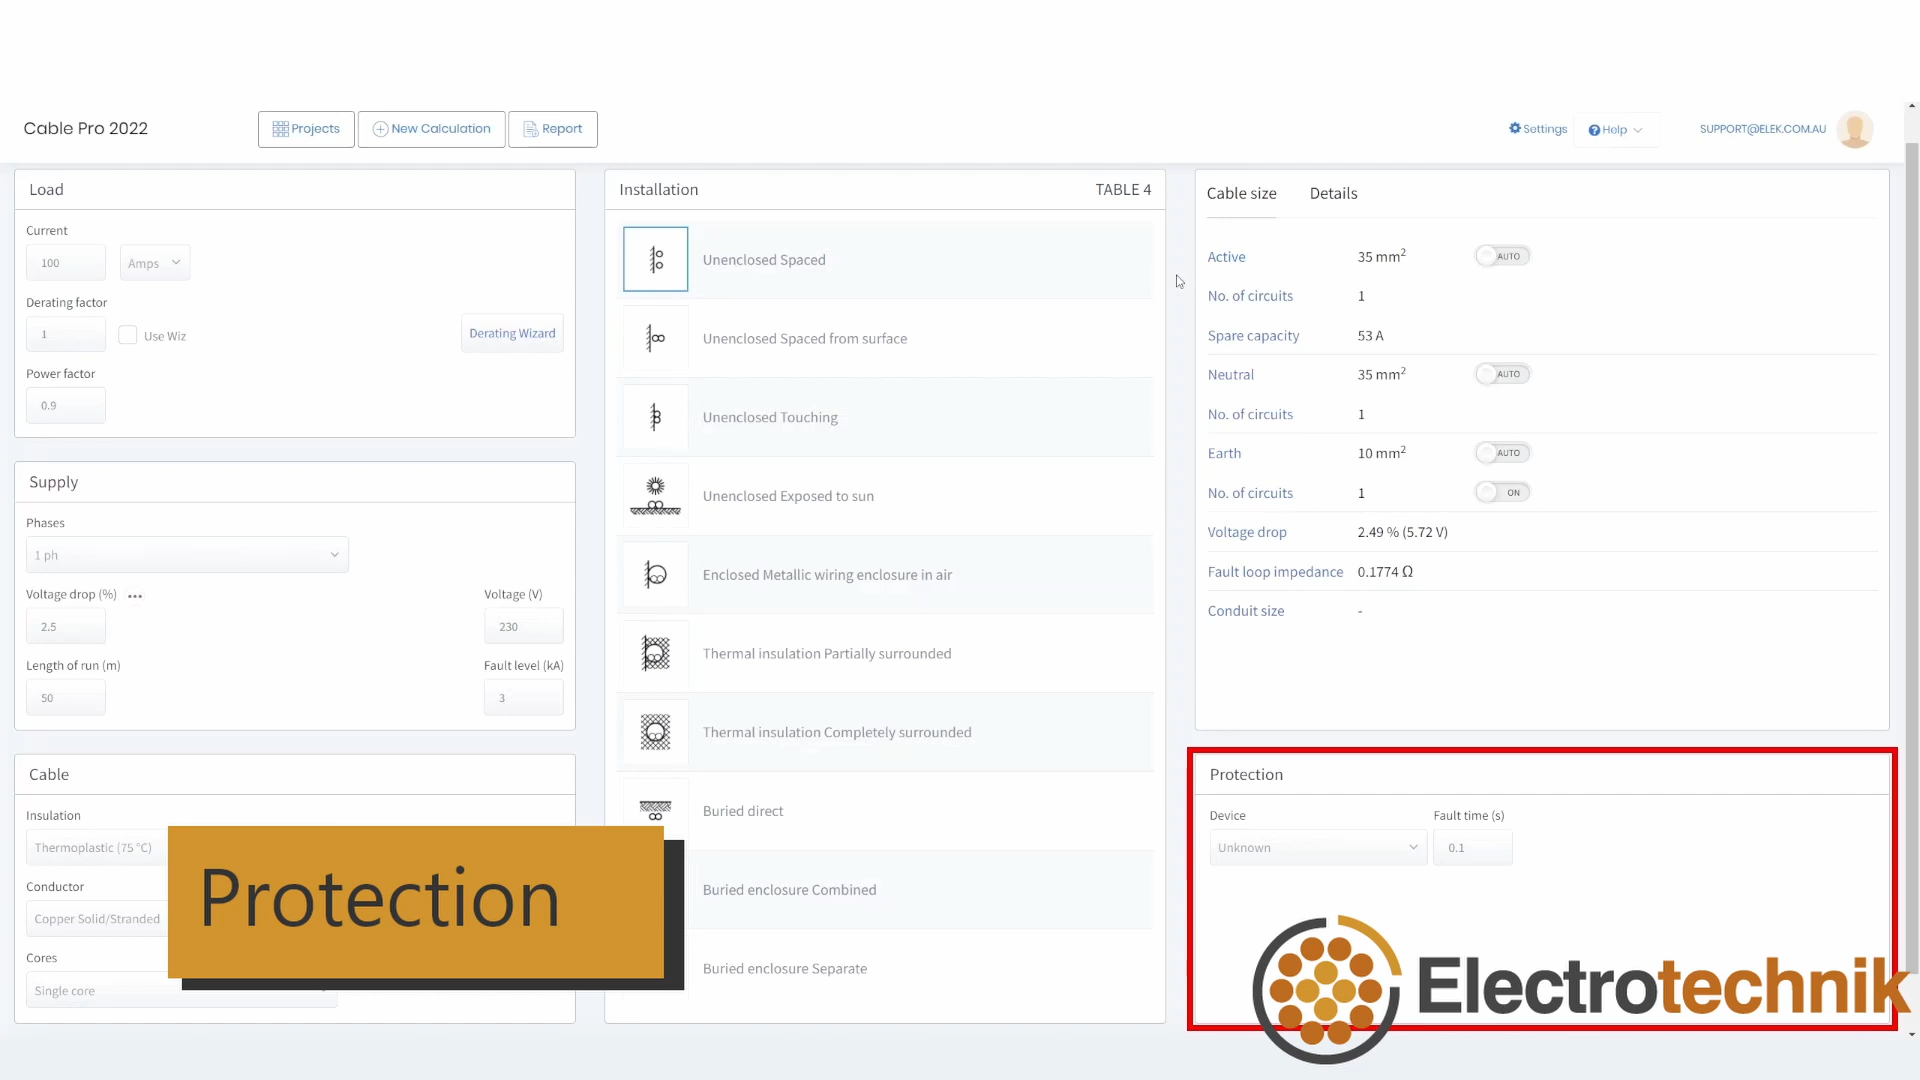 Cable Pro 2022
Projects
New Calculation
Report
Settings
Help
SUPPORT@ELEK.COM.AU
Load
Current
100
Amps
Derating factor
1
Use Wiz
Derating Wizard
Power factor
0.9
Supply
Phases
1 ph
Voltage drop (%) •••
Voltage (V)
2.5
230
Length of run (m)
Fault level (kA)
50
3
Cable
Insulation
Thermoplastic (75 °C)
Conductor
Copper Solid/Stranded
Cores
Single core
Protection
Installation
TABLE 4
Unenclosed Spaced
Unenclosed Spaced from surface
Unenclosed Touching
Unenclosed Exposed to sun
Enclosed Metallic wiring enclosure in air
Thermal insulation Partially surrounded
Thermal insulation Completely surrounded
Buried direct
Buried enclosure Combined
Buried enclosure Separate
Cable size
Details
Active 35 mm² AUTO
No. of circuits 1
Spare capacity 53 A
Neutral 35 mm² AUTO
No. of circuits 1
Earth 10 mm² AUTO
No. of circuits 1 ON
Voltage drop 2.49 % (5.72 V)
Fault loop impedance 0.1774 Ω
Conduit size -
Protection
Device
Fault time (s)
Unknown
0.1
Electrotechnik